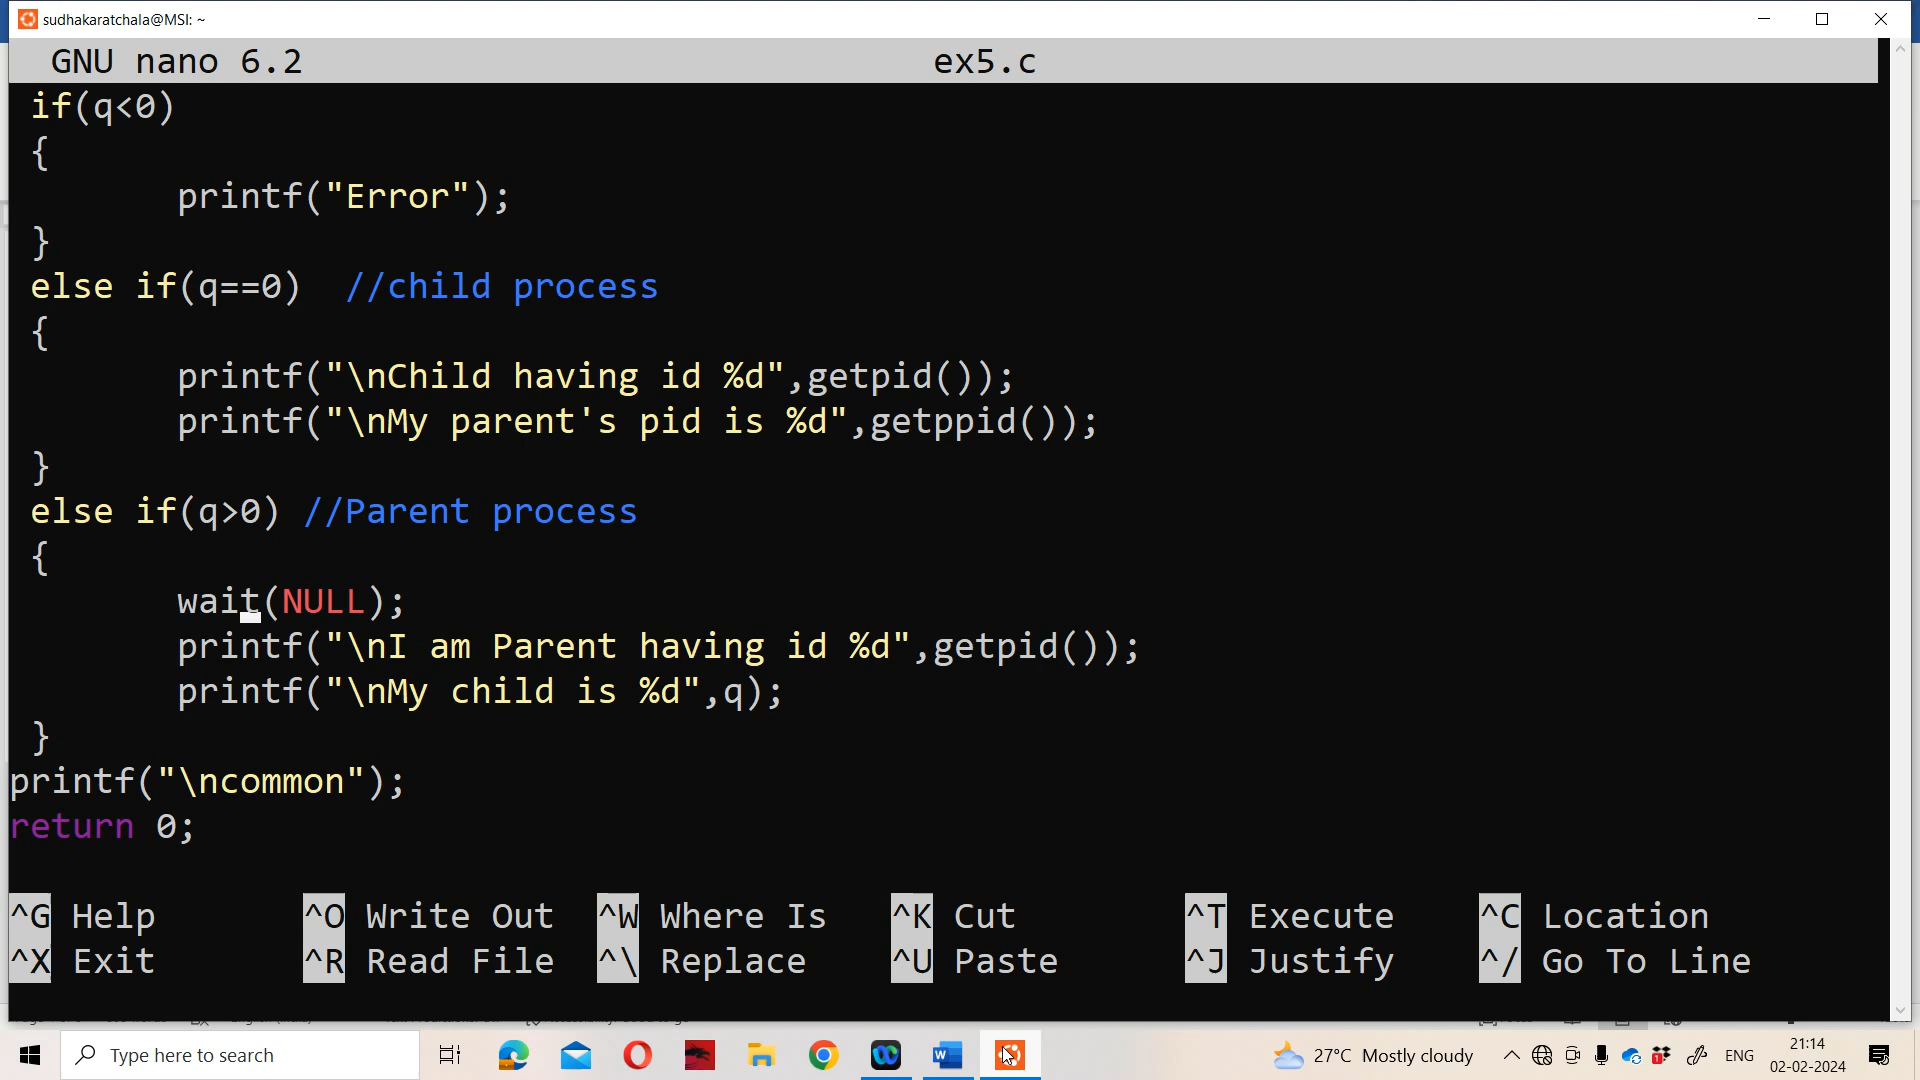 sudhakaratchala@MSI: ~
GNU nano 6.2 ex5.c
if(q<0)
{
printf("Error");
}
else if(q==0) //child process
{
printf("\nChild having id %d",getpid());
printf("\nMy parent's pid is %d",getppid());
}
else if(q>0) //Parent process
{
wait(NULL);
printf("\nI am Parent having id %d",getpid());
printf("\nMy child is %d",q);
}
printf("\ncommon");
return 0;
^G Help ^O Write Out ^W Where Is ^K Cut ^T Execute ^C Location
^X Exit ^R Read File ^\ Replace ^U Paste ^J Justify ^/ Go To Line
Type here to search 27°C Mostly cloudy ENG 21:14
02-02-2024